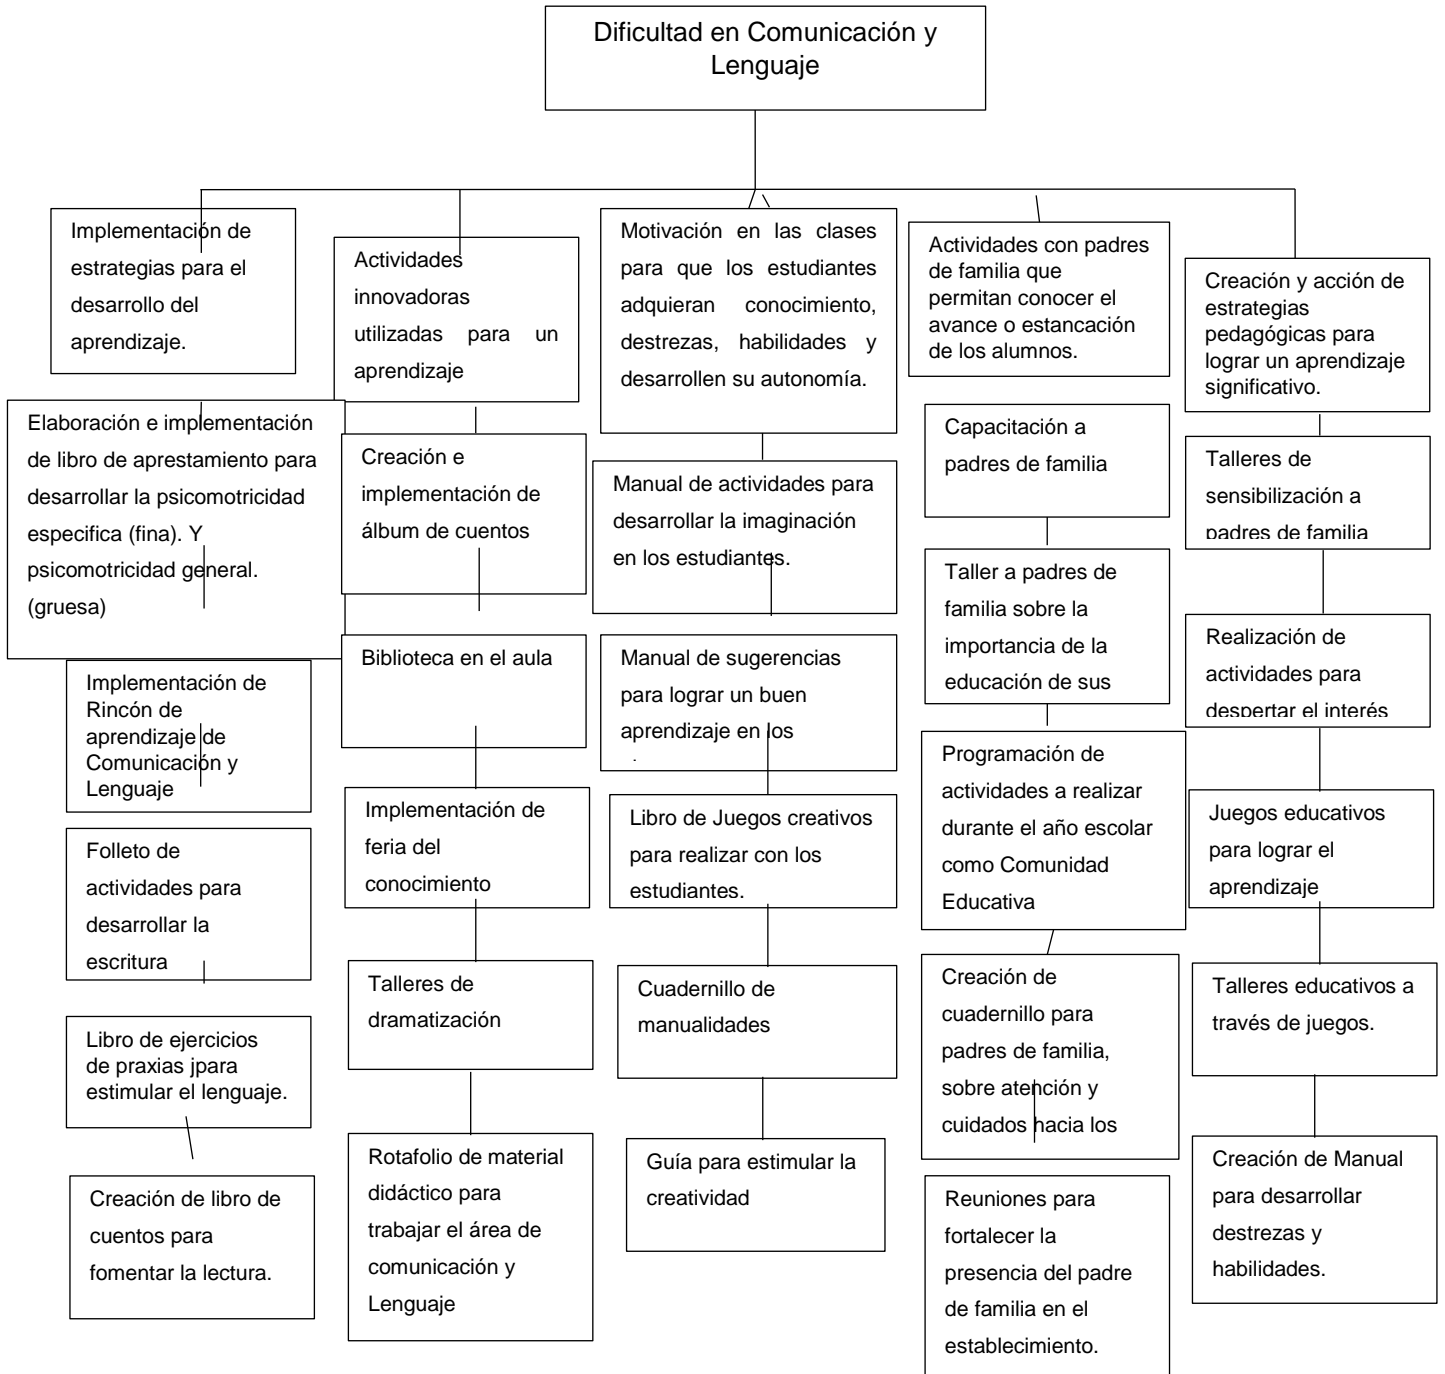 Dificultad en Comunicación y
Lenguaje
Implementación de
estrategias para el
desarrollo del
aprendizaje.
Elaboración e implementación
de libro de aprestamiento para
desarrollar la psicomotricidad
especifica (fina). Y
psicomotricidad general.
(gruesa)
Implementación de
Rincón de
aprendizaje de
Comunicación y
Lenguaje
Folleto de
actividades para
desarrollar la
escritura
Libro de ejercicios
de praxias jpara
estimular el lenguaje.
Creación de libro de
cuentos para
fomentar la lectura.
Actividades
innovadoras
utilizadas para un
aprendizaje
Creación e
implementación de
álbum de cuentos
Biblioteca en el aula
Implementación de
feria del
conocimiento
Talleres de
dramatización
Rotafolio de material
didáctico para
trabajar el área de
comunicación y
Lenguaje
Motivación en las clases
para que los estudiantes
adquieran conocimiento,
destrezas, habilidades y
desarrollen su autonomía.
Manual de actividades para
desarrollar la imaginación
en los estudiantes.
Manual de sugerencias
para lograr un buen
aprendizaje en los
Libro de Juegos creativos
para realizar con los
estudiantes.
Cuadernillo de
manualidades
Guía para estimular la
creatividad
Actividades con padres
de familia que
permitan conocer el
avance o estancación
de los alumnos.
Capacitación a
padres de familia
Taller a padres de
familia sobre la
importancia de la
educación de sus
Programación de
actividades a realizar
durante el año escolar
como Comunidad
Educativa
Creación de
cuadernillo para
padres de familia,
sobre atención y
cuidados hacia los
Reuniones para
fortalecer la
presencia del padre
de familia en el
establecimiento.
Creación y acción de
estrategias
pedagógicas para
lograr un aprendizaje
significativo.
Talleres de
sensibilización a
padres de familia
Realización de
actividades para
despertar el interés
Juegos educativos
para lograr el
aprendizaje
Talleres educativos a
través de juegos.
Creación de Manual
para desarrollar
destrezas y
habilidades.